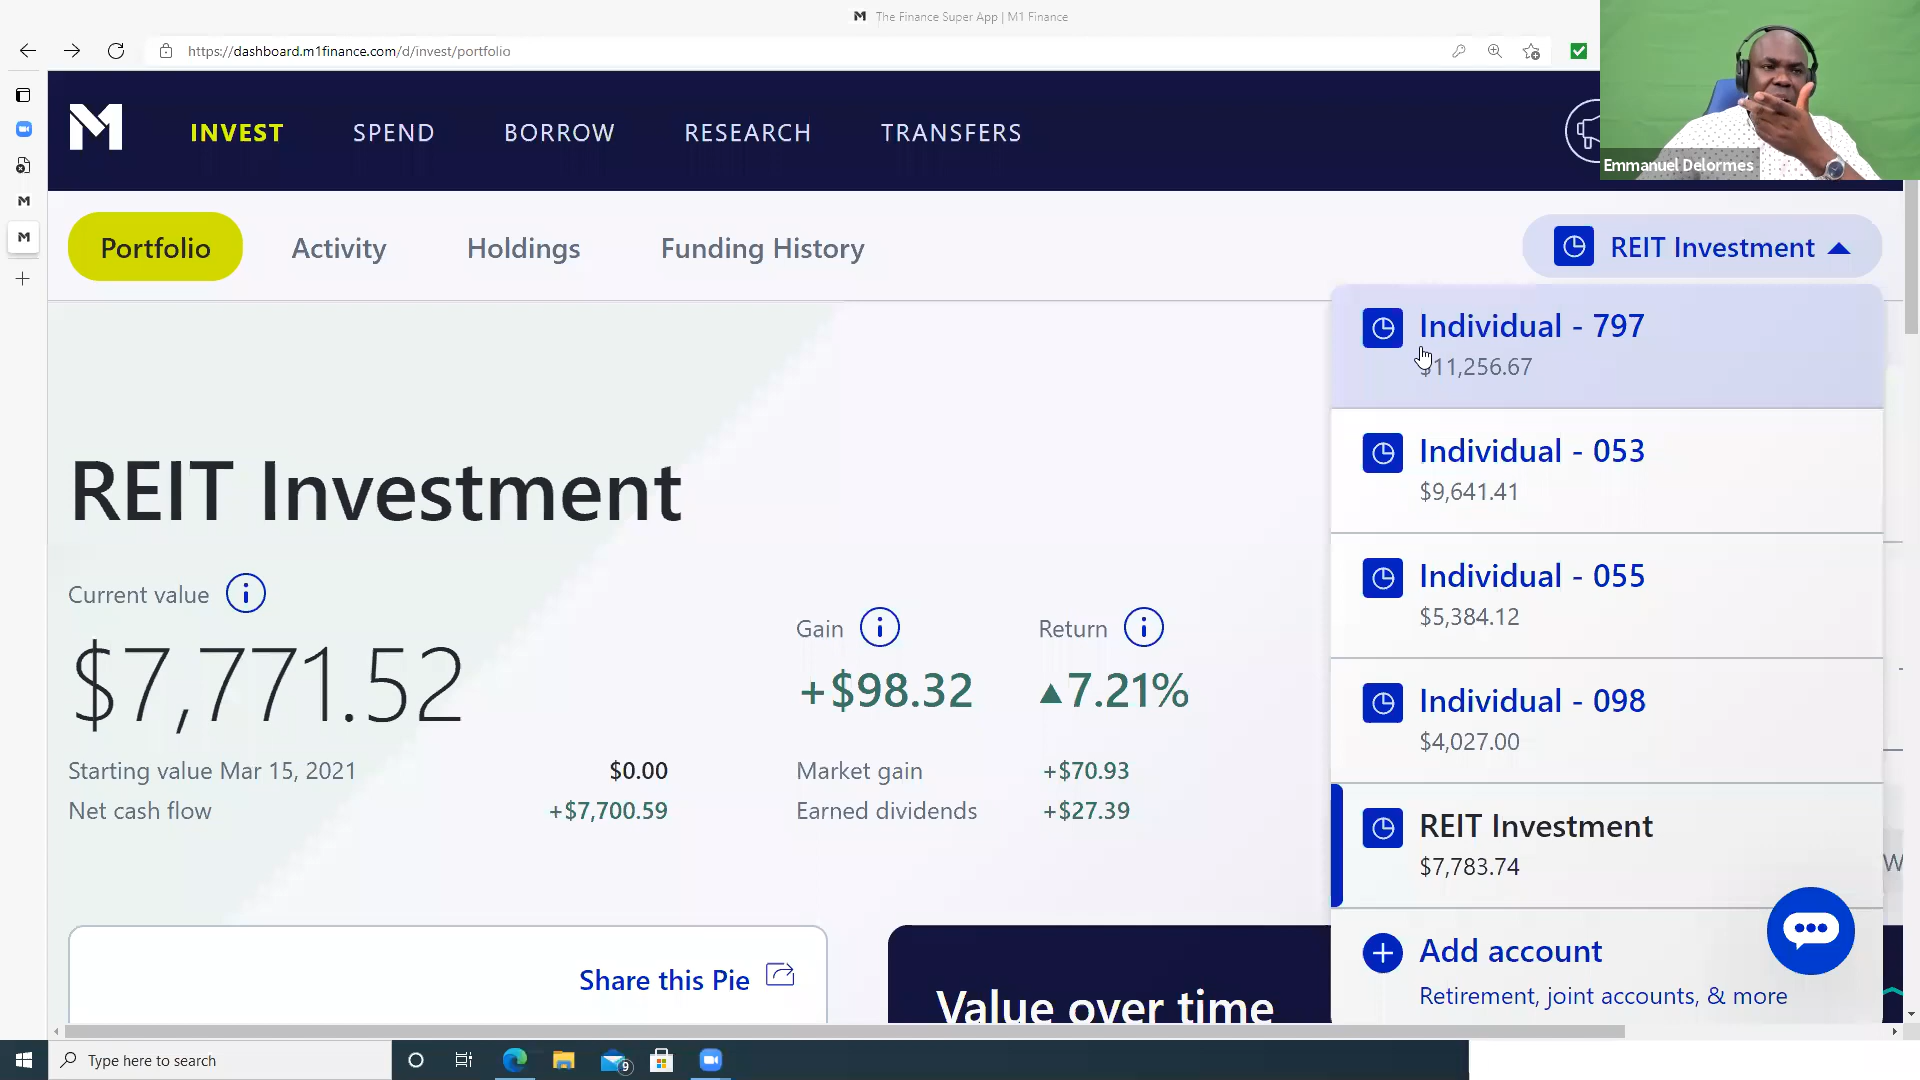 The Finance Super App | M1 Finance
https://dashboard.m1finance.com/d/invest/portfolio
INVEST SPEND BORROW RESEARCH TRANSFERS
Emmanuel Delormes
Portfolio Activity Holdings Funding History
REIT Investment
Individual - 797
$11,256.67
Individual - 053
$9,641.41
Individual - 055
$5,384.12
Individual - 098
$4,027.00
REIT Investment
$7,783.74
Add account
Retirement, joint accounts, & more
REIT Investment
Current value
$7,771.52
Starting value Mar 15, 2021 $0.00
Net cash flow +$7,700.59
Gain
+$98.32
Return
7.21%
Market gain +$70.93
Earned dividends +$27.39
W
Share this Pie
Value over time
Type here to search
9